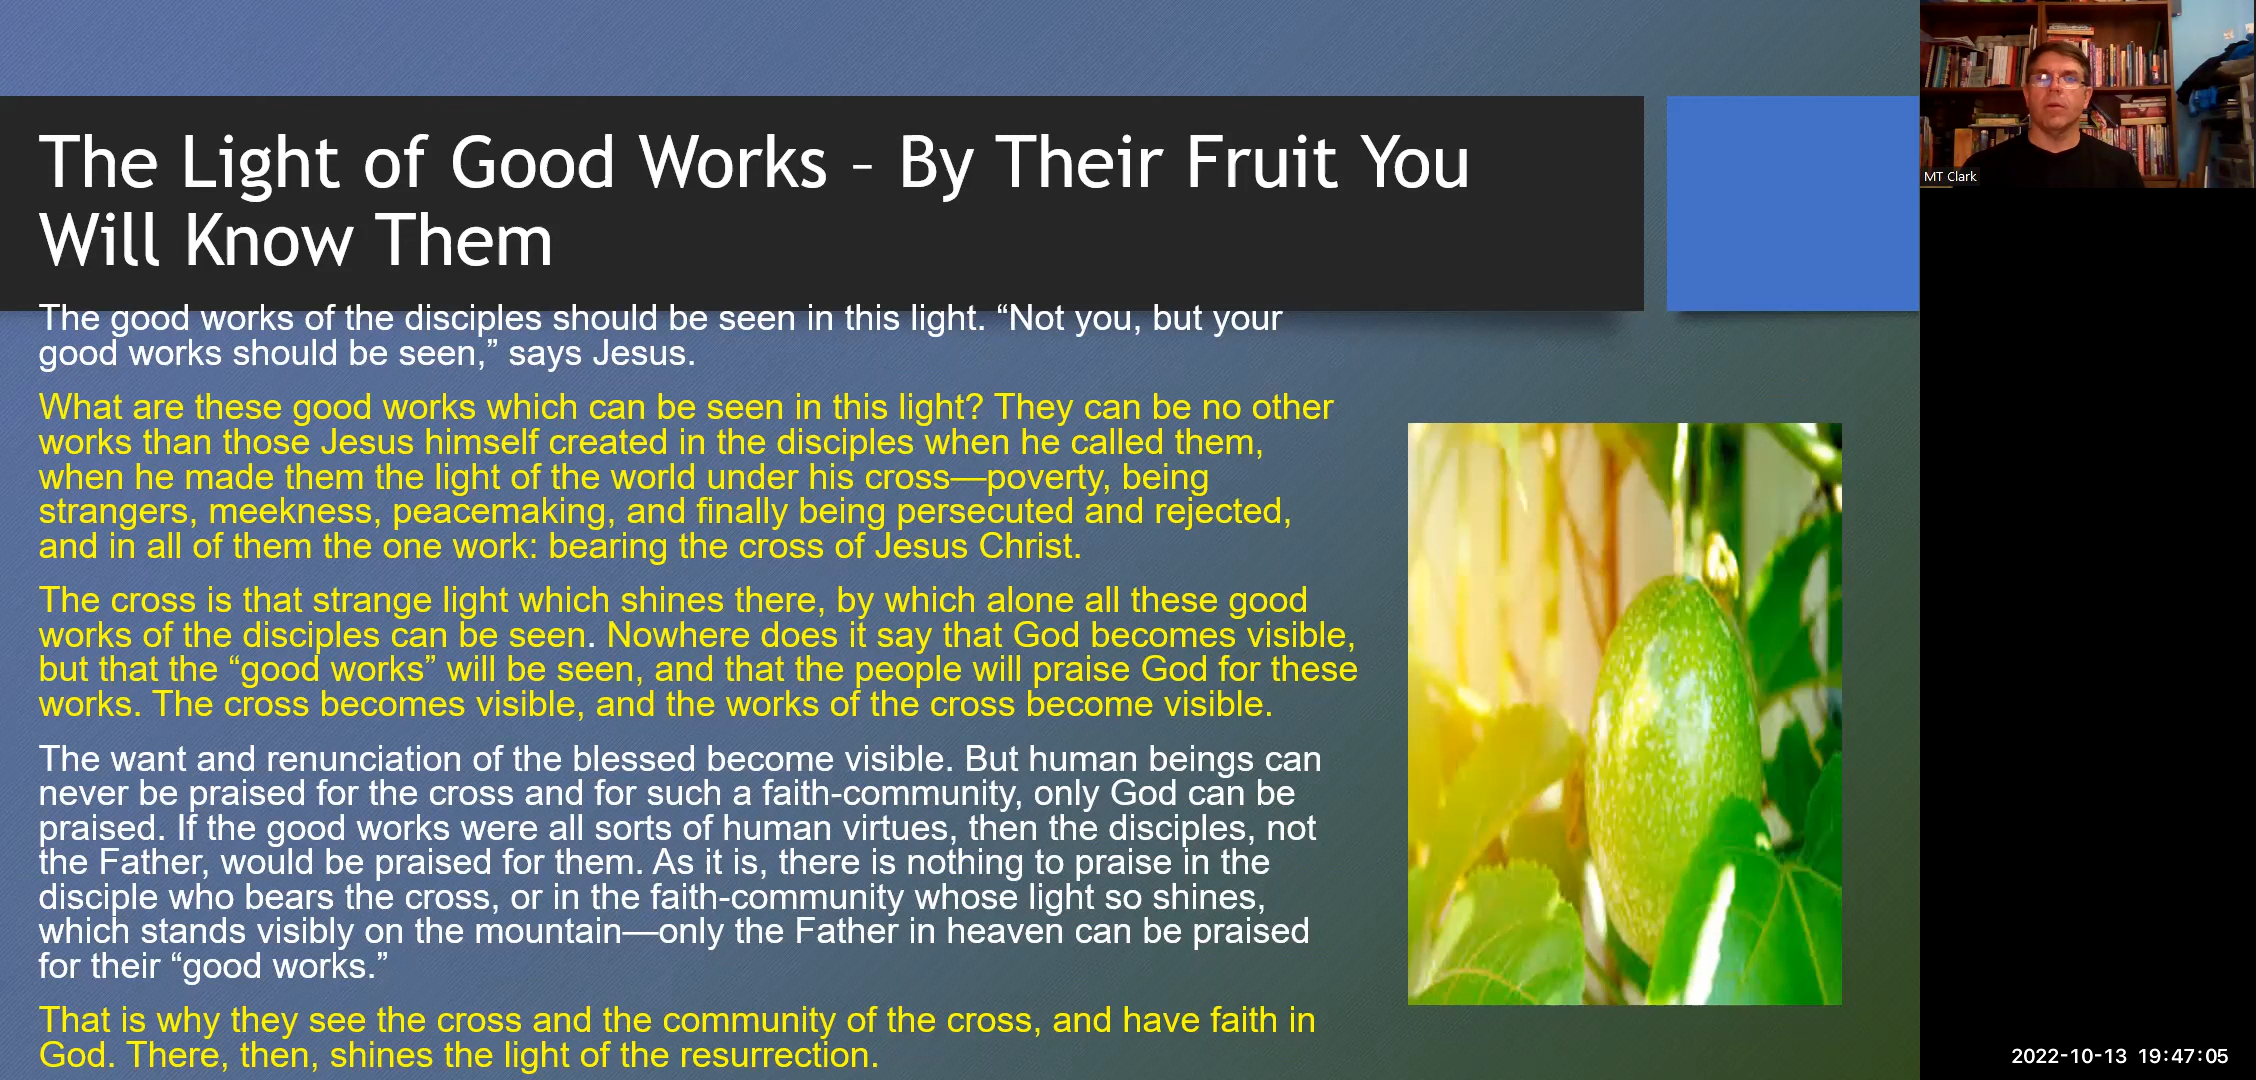 The Light of Good Works – By Their Fruit You
Will Know Them
The good works of the disciples should be seen in this light. “Not you, but your
good works should be seen,” says Jesus.
What are these good works which can be seen in this light? They can be no other
works than those Jesus himself created in the disciples when he called them,
when he made them the light of the world under his cross—poverty, being
strangers, meekness, peacemaking, and finally being persecuted and rejected,
and in all of them the one work: bearing the cross of Jesus Christ.
The cross is that strange light which shines there, by which alone all these good
works of the disciples can be seen. Nowhere does it say that God becomes visible,
but that the “good works” will be seen, and that the people will praise God for these
works. The cross becomes visible, and the works of the cross become visible.
The want and renunciation of the blessed become visible. But human beings can
never be praised for the cross and for such a faith-community, only God can be
praised. If the good works were all sorts of human virtues, then the disciples, not
the Father, would be praised for them. As it is, there is nothing to praise in the
disciple who bears the cross, or in the faith-community whose light so shines,
which stands visibly on the mountain—only the Father in heaven can be praised
for their “good works.”
That is why they see the cross and the community of the cross, and have faith in
God. There, then, shines the light of the resurrection.
MT Clark
2022-10-13 19:47:05